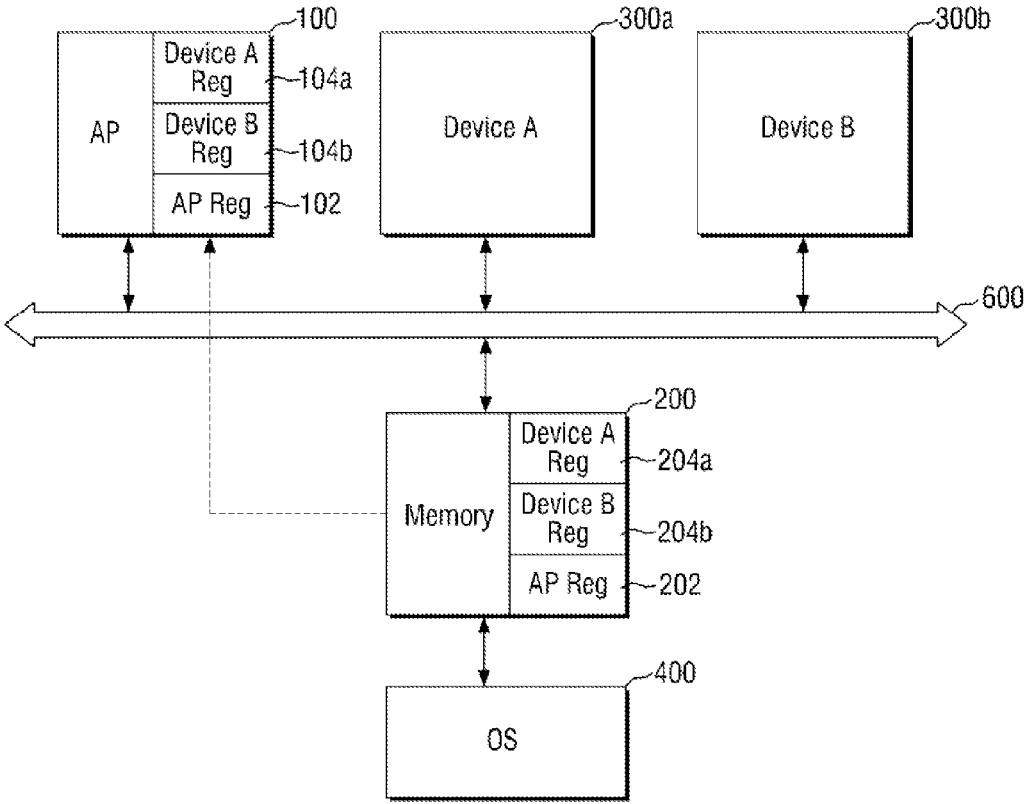 100
300a
300b
Device A
Reg
104a
AP
Device B
Reg
104b
AP Reg
102
Device A
Device B
600
200
Device A
Reg
204a
Memory
Device B
Reg
204b
AP Reg
202
400
OS